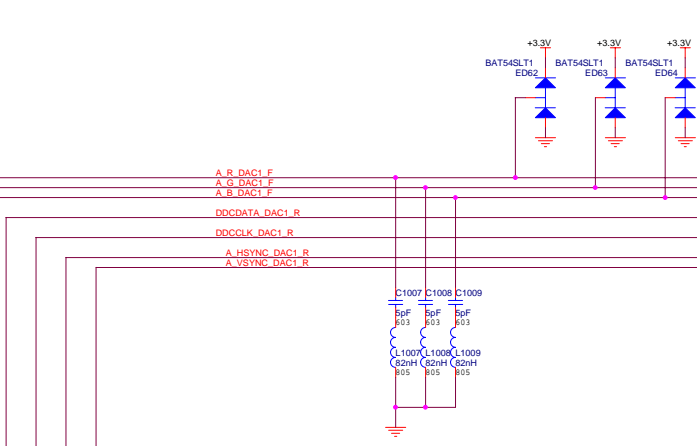 +3.3V +3.3V +3.3V
BAT54SLT1 BAT54SLT1 BAT54SLT1
ED62 ED63 ED64
A_R_DAC1_F
A_G_DAC1_F
A_B_DAC1_F
DDCDATA_DAC1_R
DDCCLK_DAC1_R
A_HSYNC_DAC1_R
A_VSYNC_DAC1_R
C1007 C1008 C1009
5pF 5pF 5pF
603 603 603
L1007 L1008 L1009
82nH 82nH 82nH
805 805 805